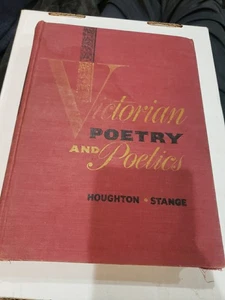 Victorian
POETRY
AND Poetics
HOUGHTON · STANGE